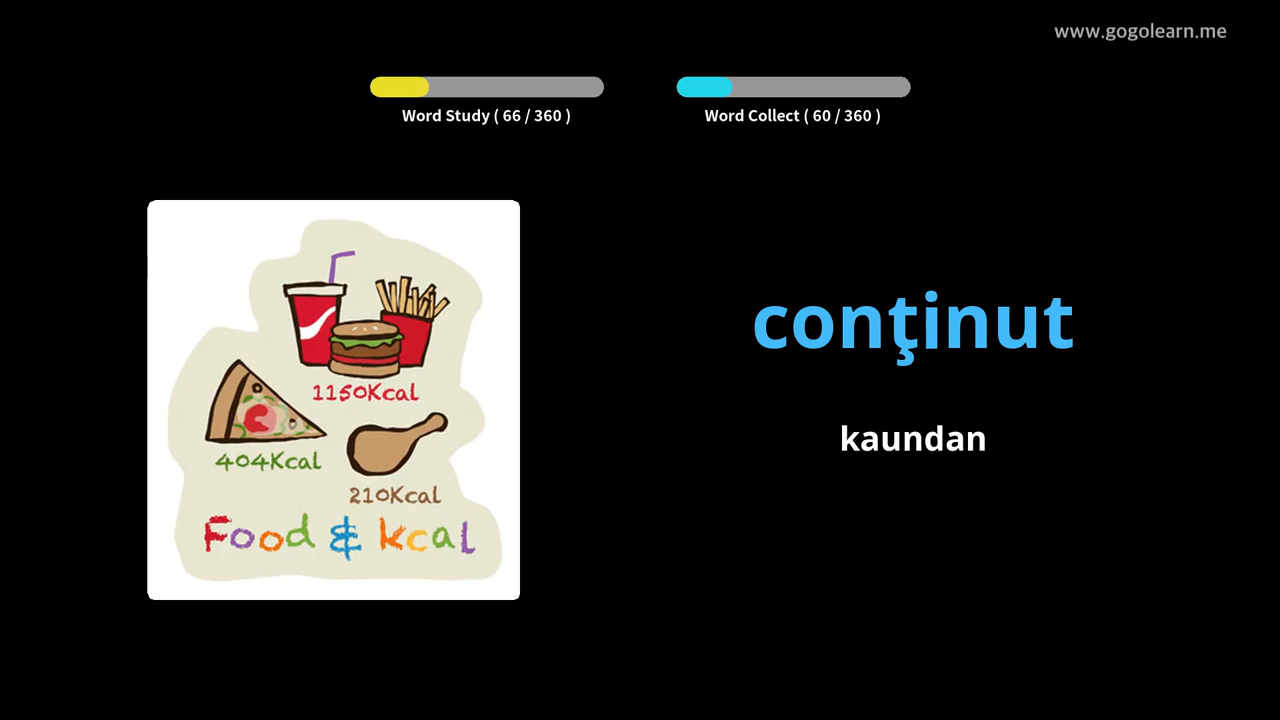 www.gogolearn.me
Word Study ( 66 / 360 )
Word Collect ( 60 / 360 )
1150Kcal
404Kcal
210Kcal
Food & kcal
conţinut
kaundan